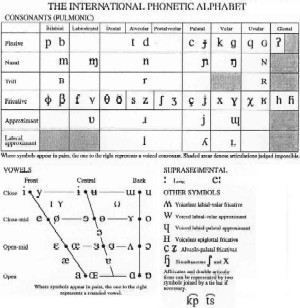 THE INTERNATIONAL PHONETIC ALPHABET
CONSONANTS (PULMONIC)
Bilabial Labiodental Dental Alveolar Postalveolar Palatal Velar Uvular Glottal
Plosive p b t d c ɟ k g q ɢ ʔ
Nasal m ɱ n ɲ ŋ N
Trill r R
Fricative ɸ β f v θ ð s z ʃ ʒ ç ʝ x ɣ χ ʁ h ɦ
Approximant ʋ ɹ j
Lateral approximant l ʎ L
Where symbols appear in pairs, the one to the right represents a voiced consonant. Shaded areas denote articulations judged impossible.
VOWELS
Front Central Back
Close i y ɨ ʉ ɯ u
Close-mid e ø ɤ o
Open-mid ɛ ʌ ɔ
æ
Open a ɑ ɒ
Where symbols appear in pairs, the one to the right
represents a rounded vowel.
SUPRASEGMENTAL
ː Long
OTHER SYMBOLS
ʍ Voiceless labial-velar fricative
w Voiced labial-velar approximant
ɥ Voiced labial-palatal approximant
H Voiceless epiglottal fricative
ɕ ʑ Alveolo-palatal fricatives
ɧ Simultaneous ʃ and X
Affricates and double articula-
tions can be represented by two
symbols joined by a tie bar if
necessary.
k͡p t͡s